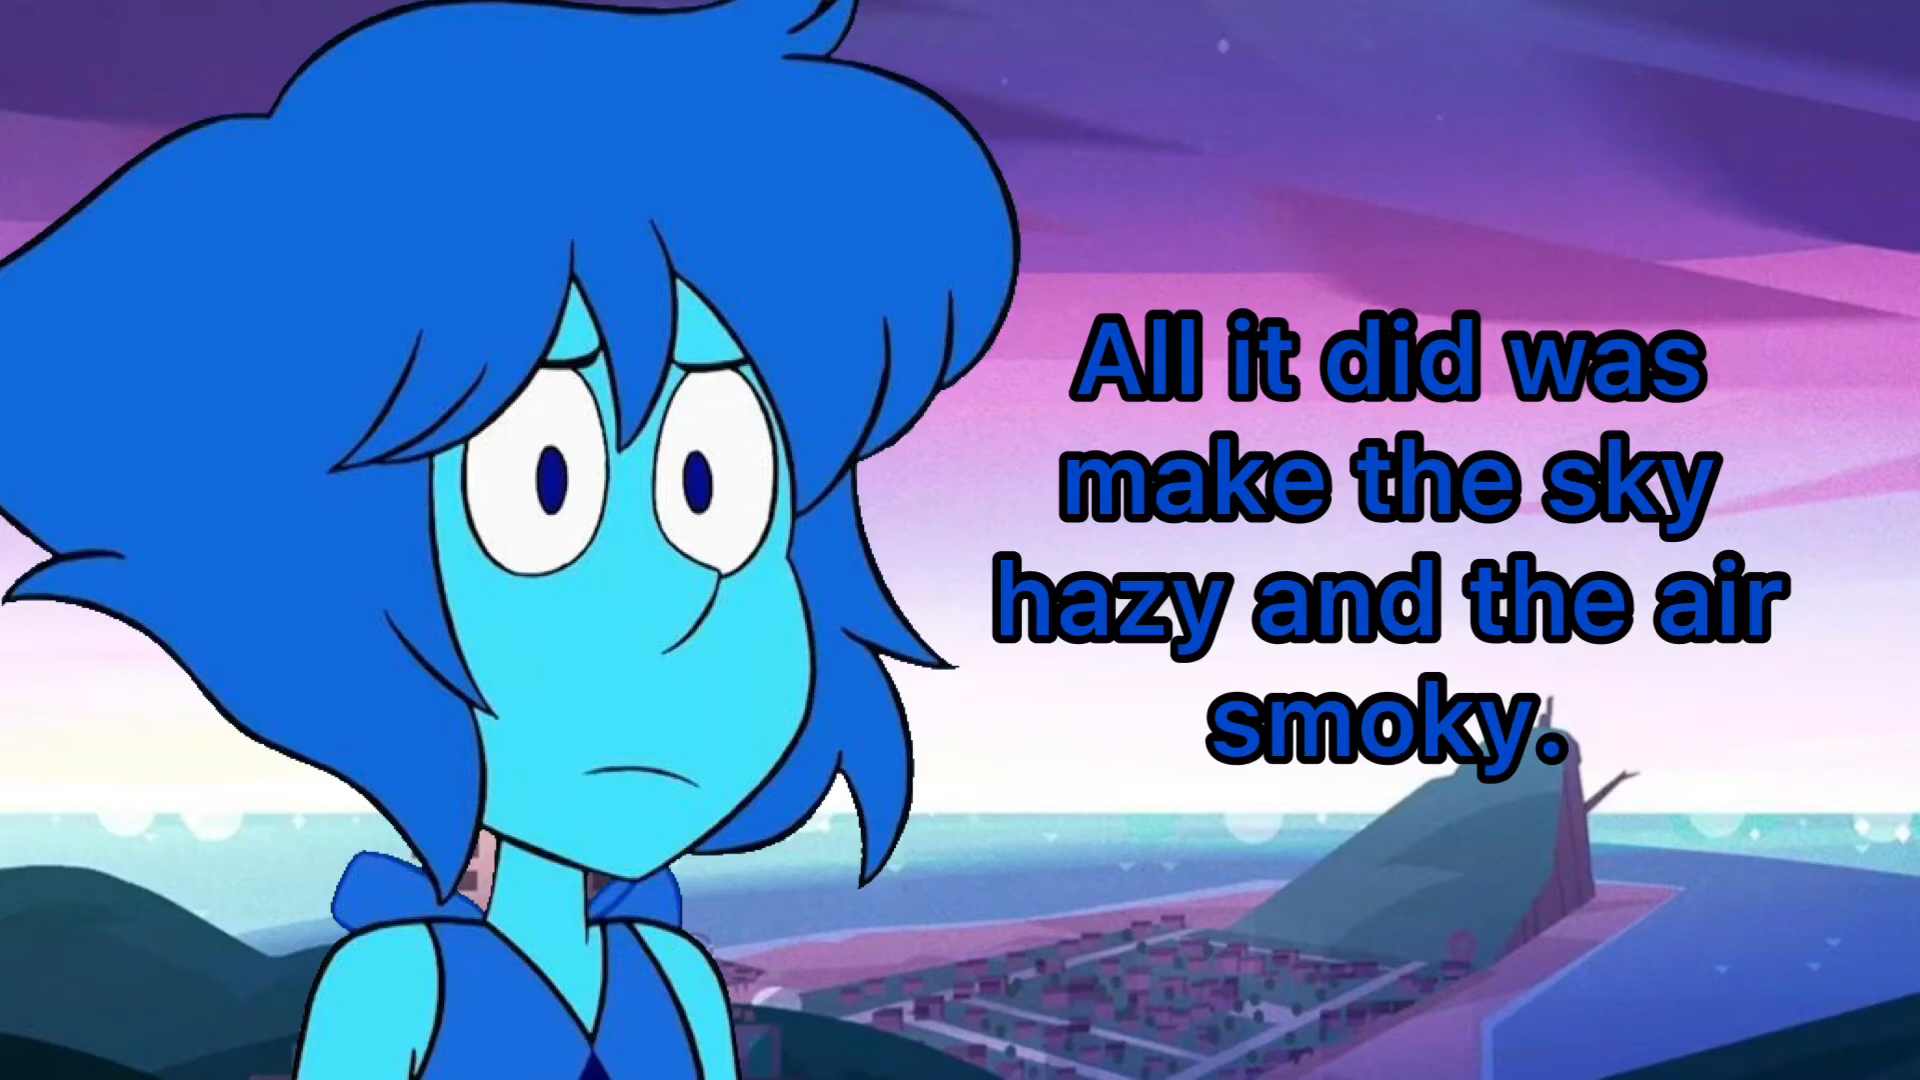 All it did was
make the sky
hazy and the air
smoky.